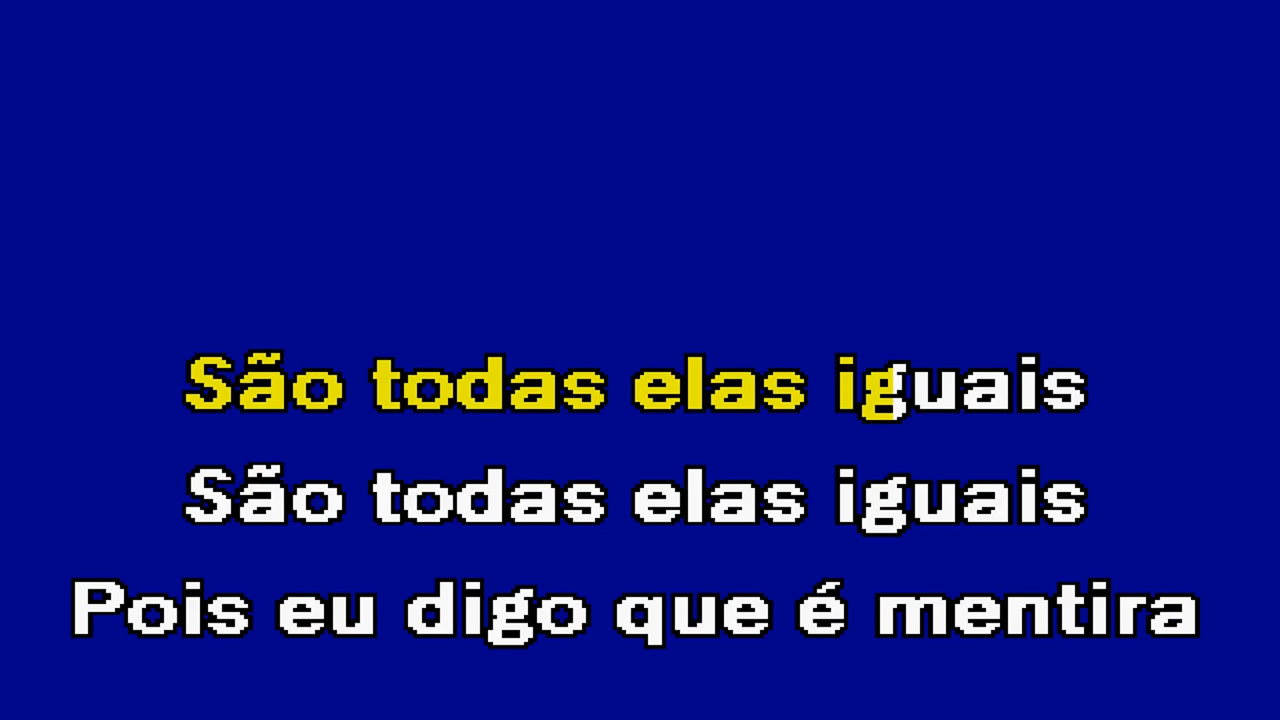 São todas elas iguais
São todas elas iguais
Pois eu digo que é mentira